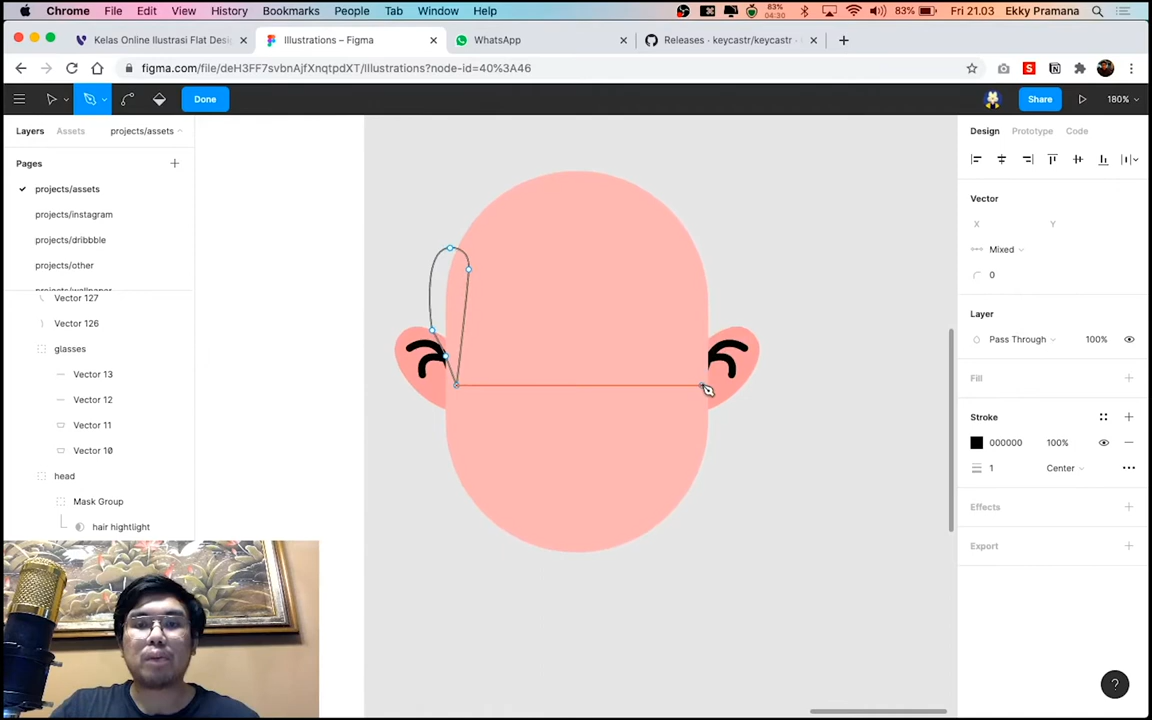 Chrome File Edit View History Bookmarks People Tab Window Help 83% 04:30 83% Fri 21.03 Ekky Pramana
Kelas Online Ilustrasi Flat Desi
Illustrations – Figma
WhatsApp
Releases · keycastr/keycastr ·
figma.com/file/deH3FF7svbnAjfXnqtpdXT/Illustrations?node-id=40%3A46
Done
Share
180%
Layers Assets projects/assets
Design Prototype Code
Pages
projects/assets
projects/instagram
projects/dribbble
projects/other
Vector 127
Vector 126
glasses
Vector 13
Vector 12
Vector 11
Vector 10
head
Mask Group
hair hightlight
Vector
X Y
Mixed
0
Layer
Pass Through 100%
Fill
Stroke
000000 100%
1 Center
Effects
Export
?